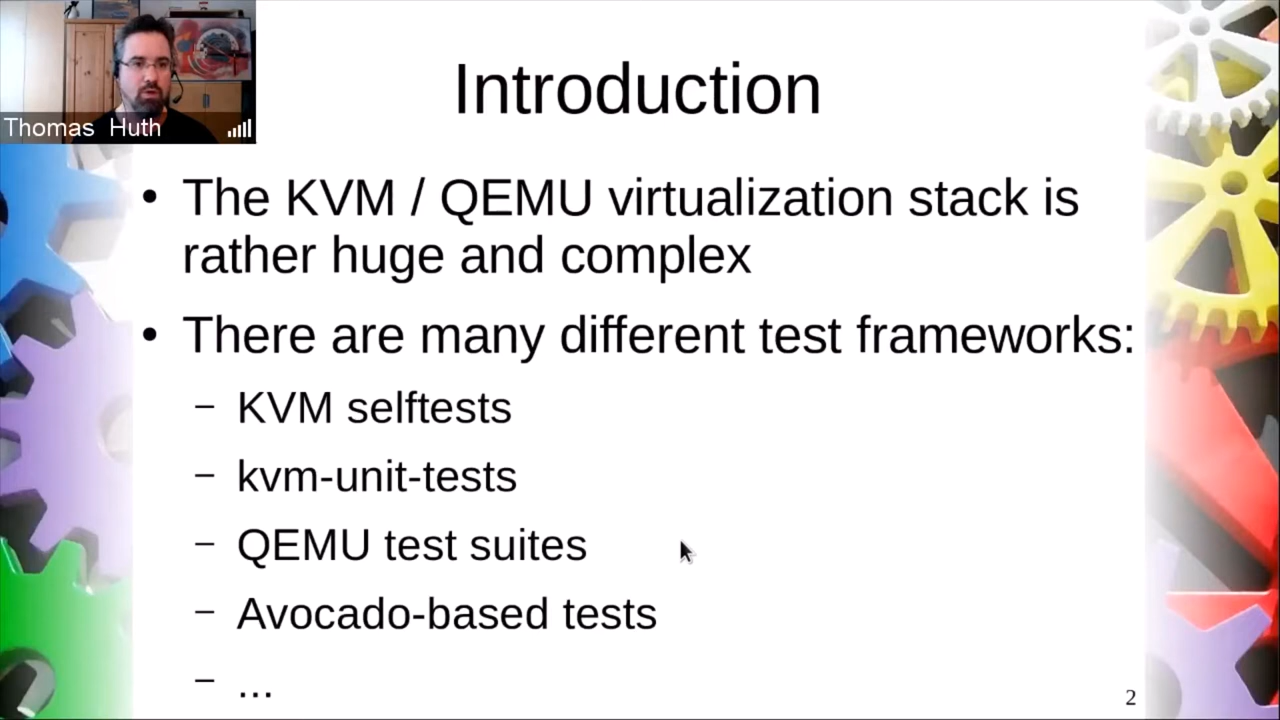 Thomas Huth
Introduction
• The KVM / QEMU virtualization stack is
rather huge and complex
• There are many different test frameworks:
– KVM selftests
– kvm-unit-tests
– QEMU test suites
– Avocado-based tests
– ...
2